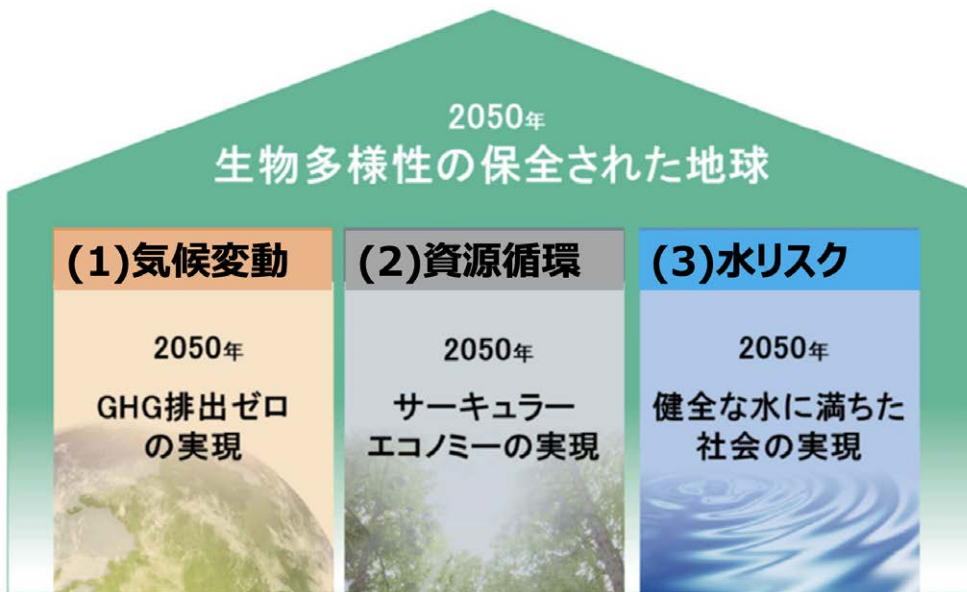 2050年
生物多様性の保全された地球
(1)気候変動
2050年
GHG排出ゼロ
の実現
(2)資源循環
2050年
サーキュラー
エコノミーの実現
(3)水リスク
2050年
健全な水に満ちた
社会の実現